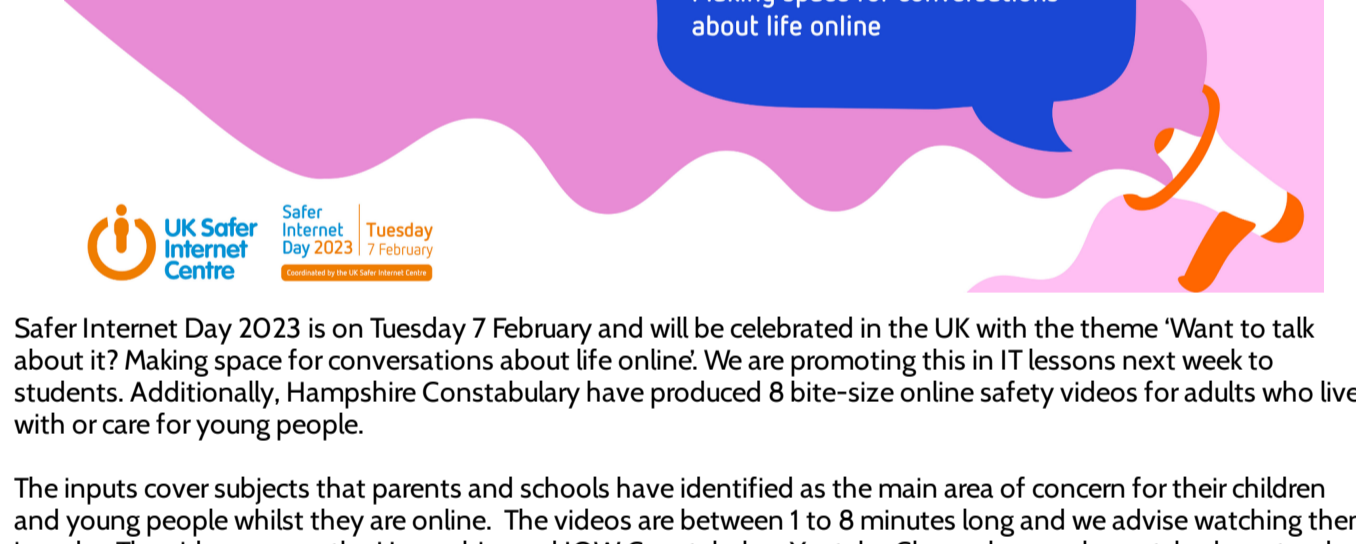 about life online
UK Safer
Internet
Centre
Safer
Internet
Day 2023
Tuesday
7 February
Coordinated by the UK Safer Internet Centre
Safer Internet Day 2023 is on Tuesday 7 February and will be celebrated in the UK with the theme ‘Want to talk
about it? Making space for conversations about life online’. We are promoting this in IT lessons next week to
students. Additionally, Hampshire Constabulary have produced 8 bite-size online safety videos for adults who live
with or care for young people.
The inputs cover subjects that parents and schools have identified as the main area of concern for their children
and young people whilst they are online. The videos are between 1 to 8 minutes long and we advise watching